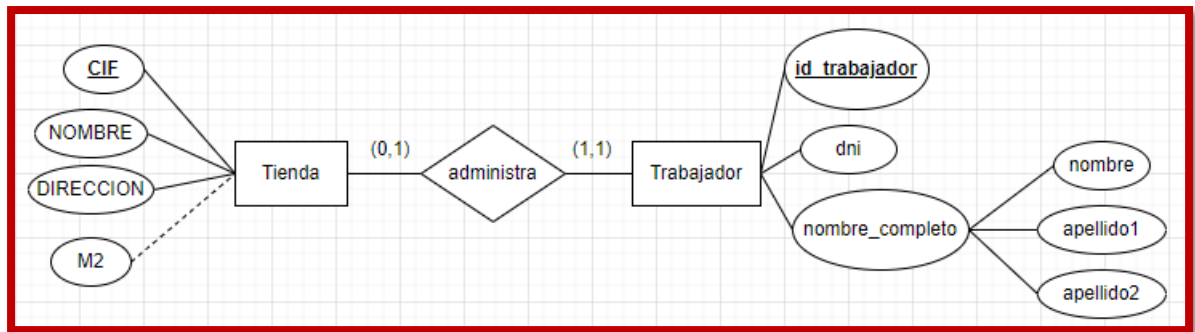 CIF
NOMBRE
DIRECCION
M2
Tienda
(0,1)
administra
(1,1)
Trabajador
id_trabajador
dni
nombre_completo
nombre
apellido1
apellido2